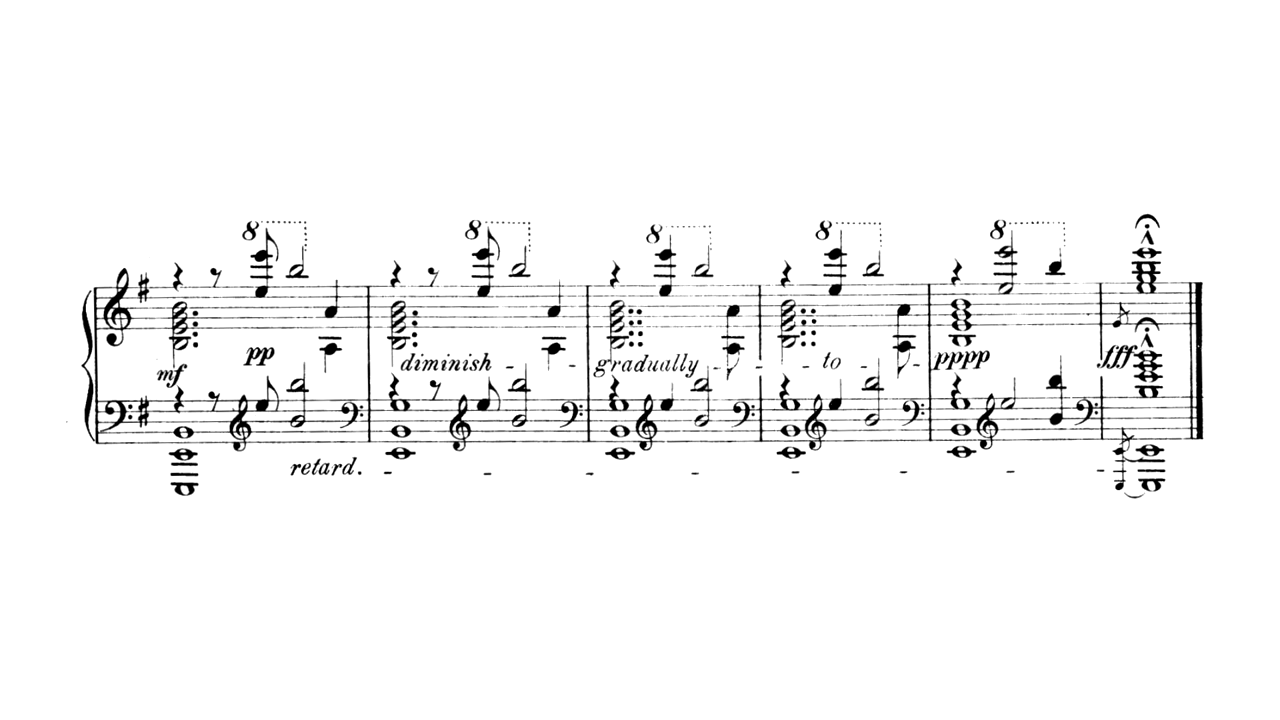 8 8 8 8 8
mf pp diminish - - gradually - - - to - - pppp fff
retard. - - - - - - - -